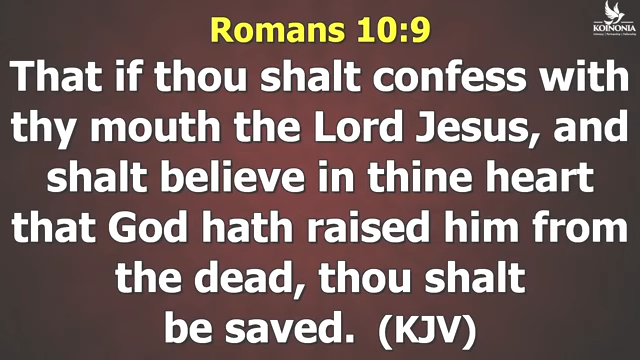 Romans 10:9
KOINONIA
That if thou shalt confess with
thy mouth the Lord Jesus, and
shalt believe in thine heart
that God hath raised him from
the dead, thou shalt
be saved. (KJV)